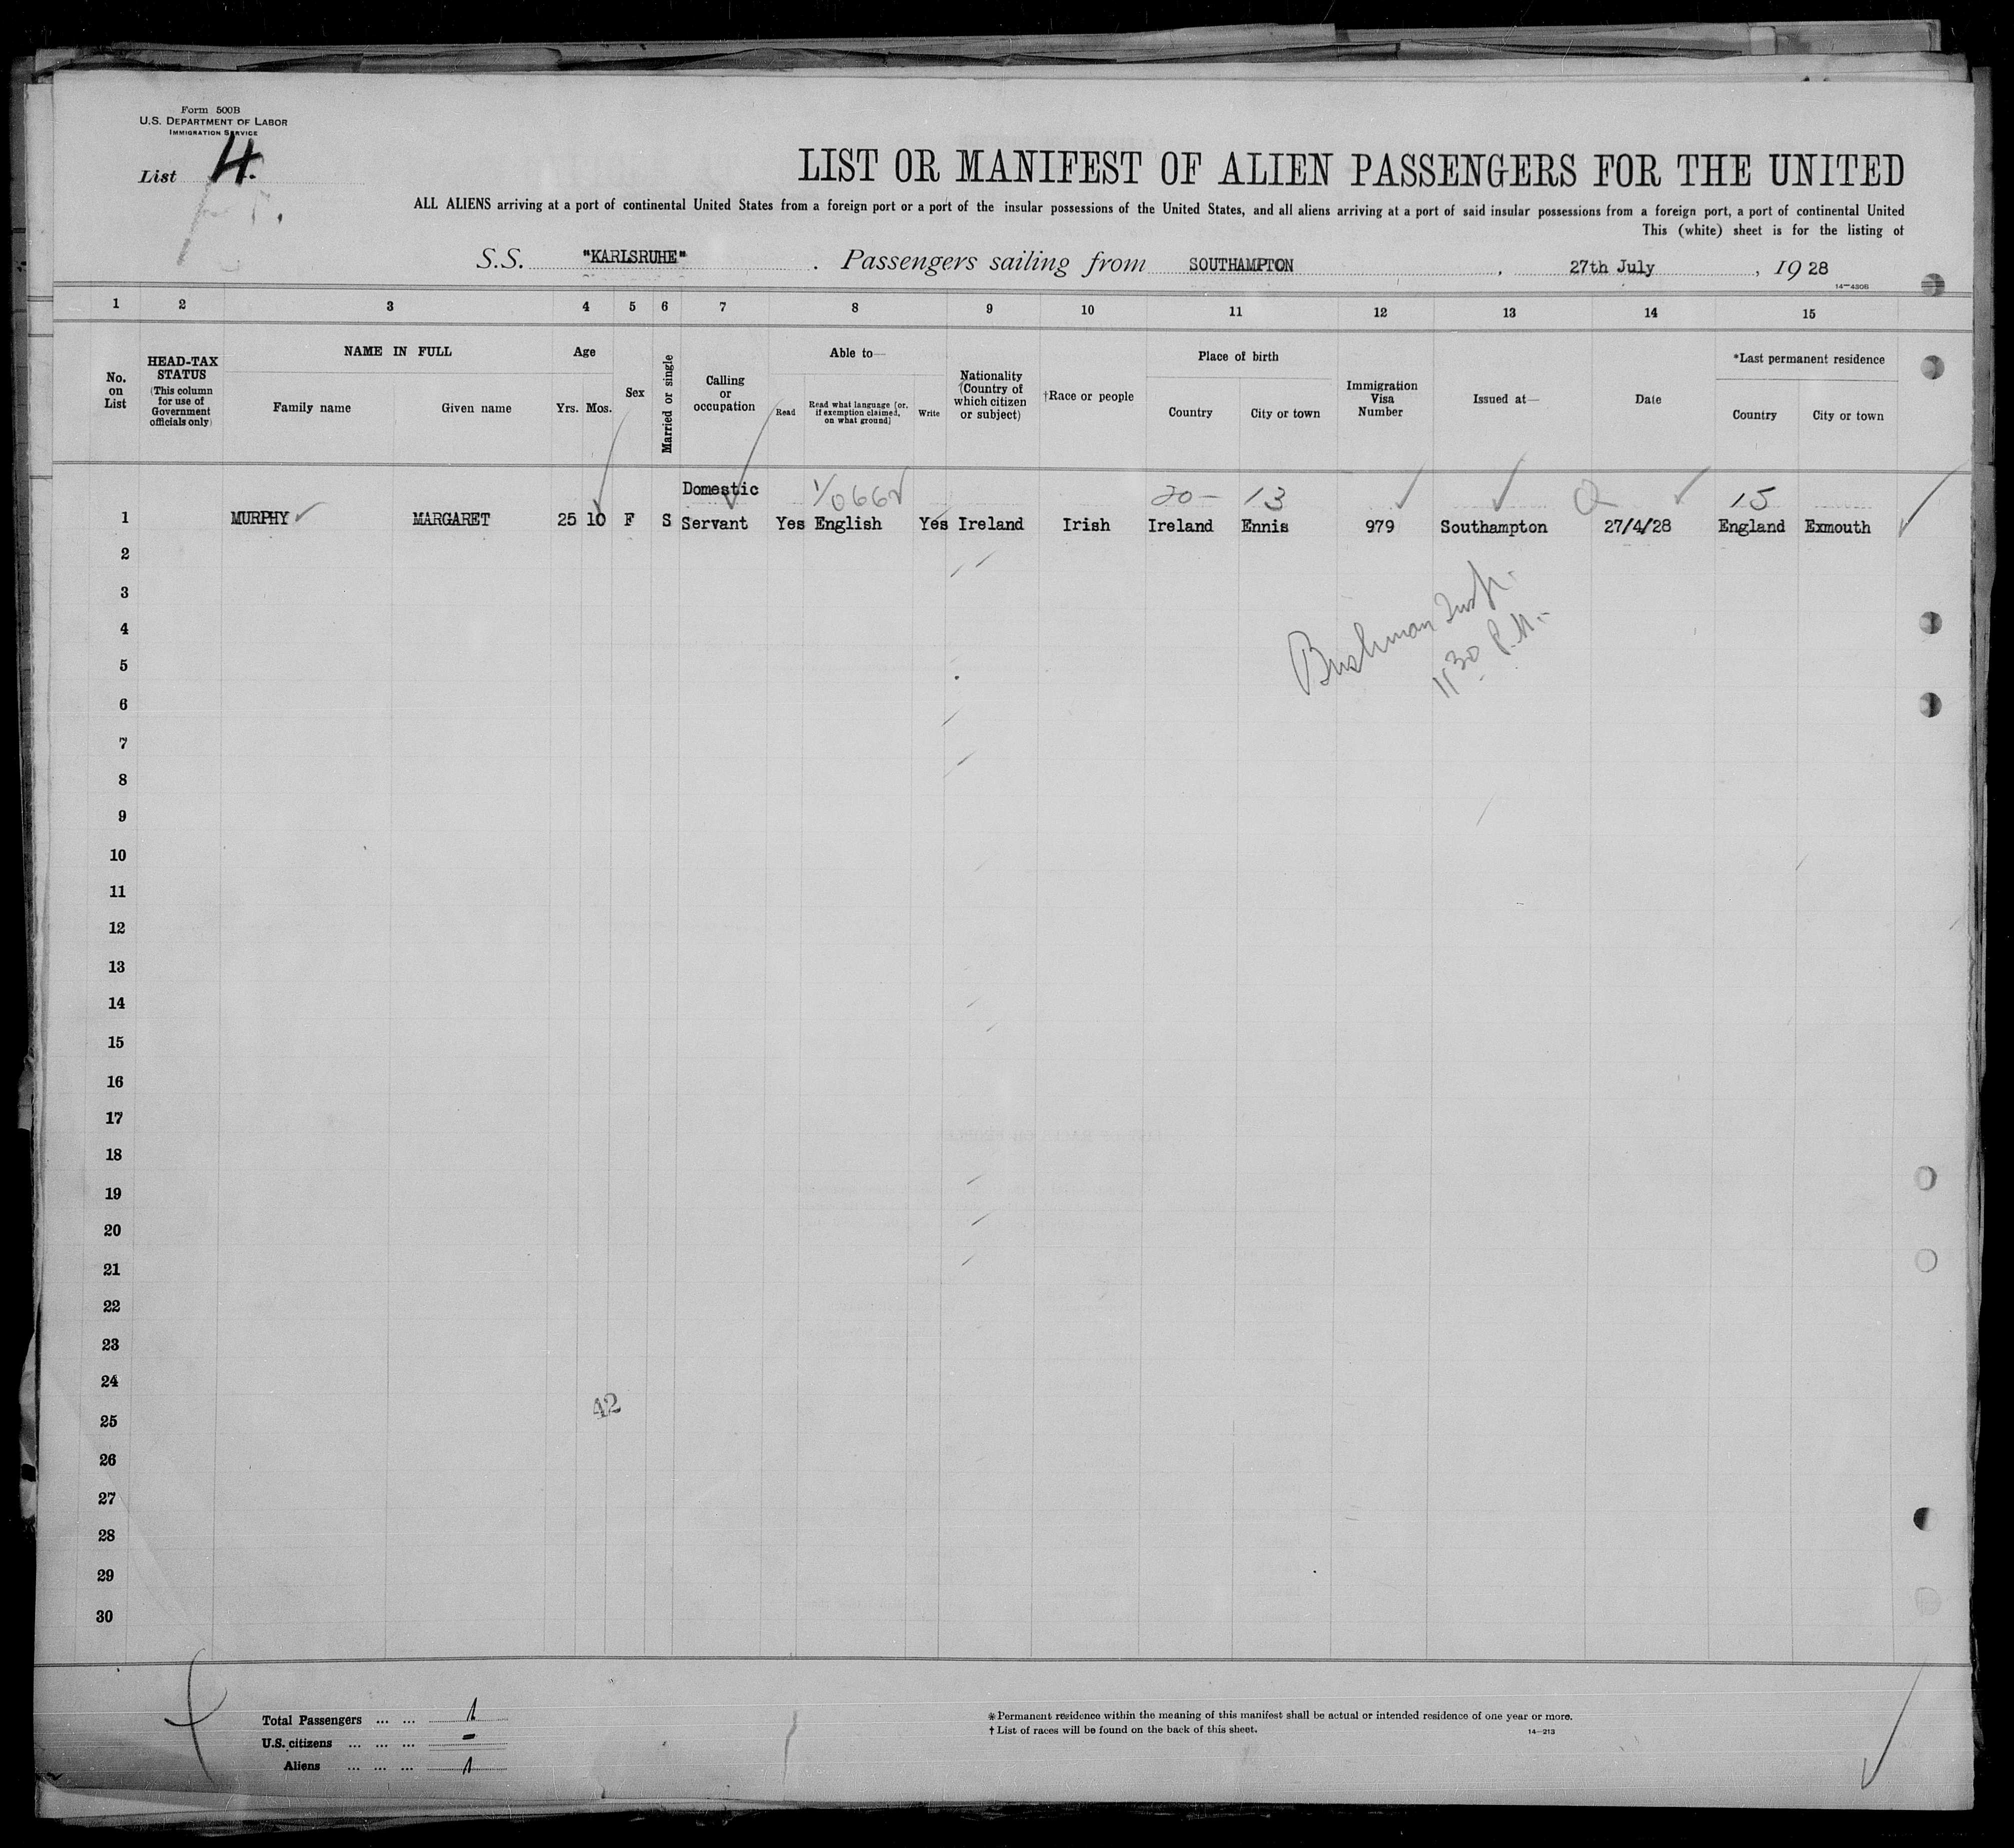 Form 500B
U.S. DEPARTMENT OF LABOR
IMMIGRATION SERVICE
List 4.
LIST OR MANIFEST OF ALIEN PASSENGERS FOR THE UNITED
ALL ALIENS arriving at a port of continental United States from a foreign port or a port of the insular possessions of the United States, and all aliens arriving at a port of said insular possessions from a foreign port, a port of continental United
This (white) sheet is for the listing of
S.S. "KARLSRUHE". Passengers sailing from SOUTHAMPTON, 27th July, 19 28
14—430B
1 2 3 4 5 6 7 8 9 10 11 12 13 14 15
No. on List
HEAD-TAX STATUS (This column for use of Government officials only)
NAME IN FULL
Family name
Given name
Age
Yrs. Mos.
Sex
Married or single
Calling or occupation
Able to—
Read
Read what language [or, if exemption claimed, on what ground]
Write
Nationality (Country of which citizen or subject)
†Race or people
Place of birth
Country
City or town
Immigration Visa Number
Issued at—
Date
*Last permanent residence
Country
City or town
Domestic 20- 13 15
1 MURPHY MARGARET 25 10 F S Servant Yes English Yes Ireland Irish Ireland Ennis 979 Southampton 27/4/28 England Exmouth
2
3
Bushman Insp.
4
1130 P.M.
5
6
7
8
9
10
11
12
13
14
15
16
17
18
19
20
21
22
23
24
42
25
26
27
28
29
30
Total Passengers ... ... 1
U.S. citizens ... ... ... -
Aliens ... ... ... 1
*Permanent residence within the meaning of this manifest shall be actual or intended residence of one year or more.
† List of races will be found on the back of this sheet.
14—213